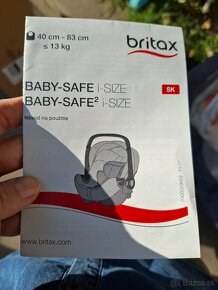 40 cm - 83 cm
≤ 13 kg
britax
BABY-SAFE i-SIZE
BABY-SAFE² i-SIZE
SK
Návod na použitie
www.britax.com
bazos.sk